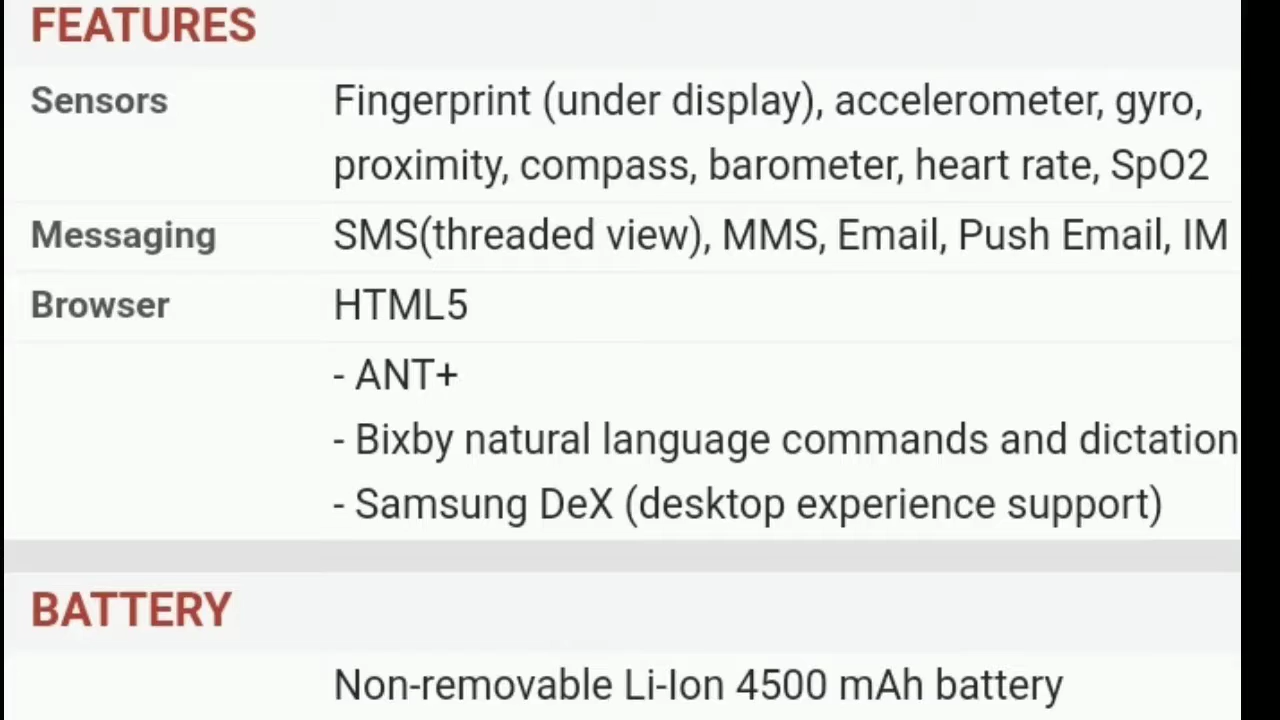 FEATURES
Sensors Fingerprint (under display), accelerometer, gyro,
proximity, compass, barometer, heart rate, SpO2
Messaging SMS(threaded view), MMS, Email, Push Email, IM
Browser HTML5
- ANT+
- Bixby natural language commands and dictation
- Samsung DeX (desktop experience support)
BATTERY
Non-removable Li-Ion 4500 mAh battery